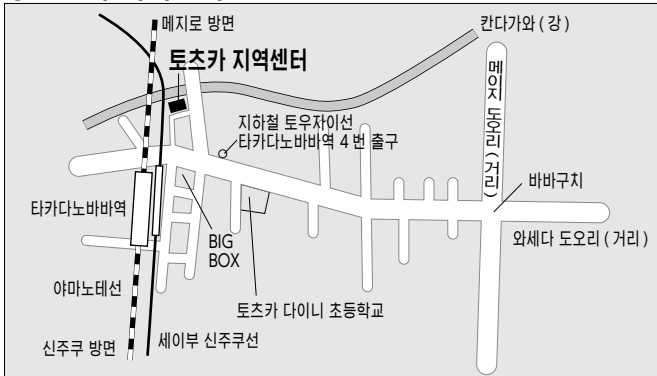 메지로 방면
칸다가와 ( 강 )
토츠카 지역센터
메이지 도오리(거리)
지하철 토우자이선
타카다노바바역 4 번 출구
바바구치
타카다노바바역
BIG
BOX
와세다 도오리 ( 거리 )
야마노테선
토츠카 다이니 초등학교
신주쿠 방면
세이부 신주쿠선